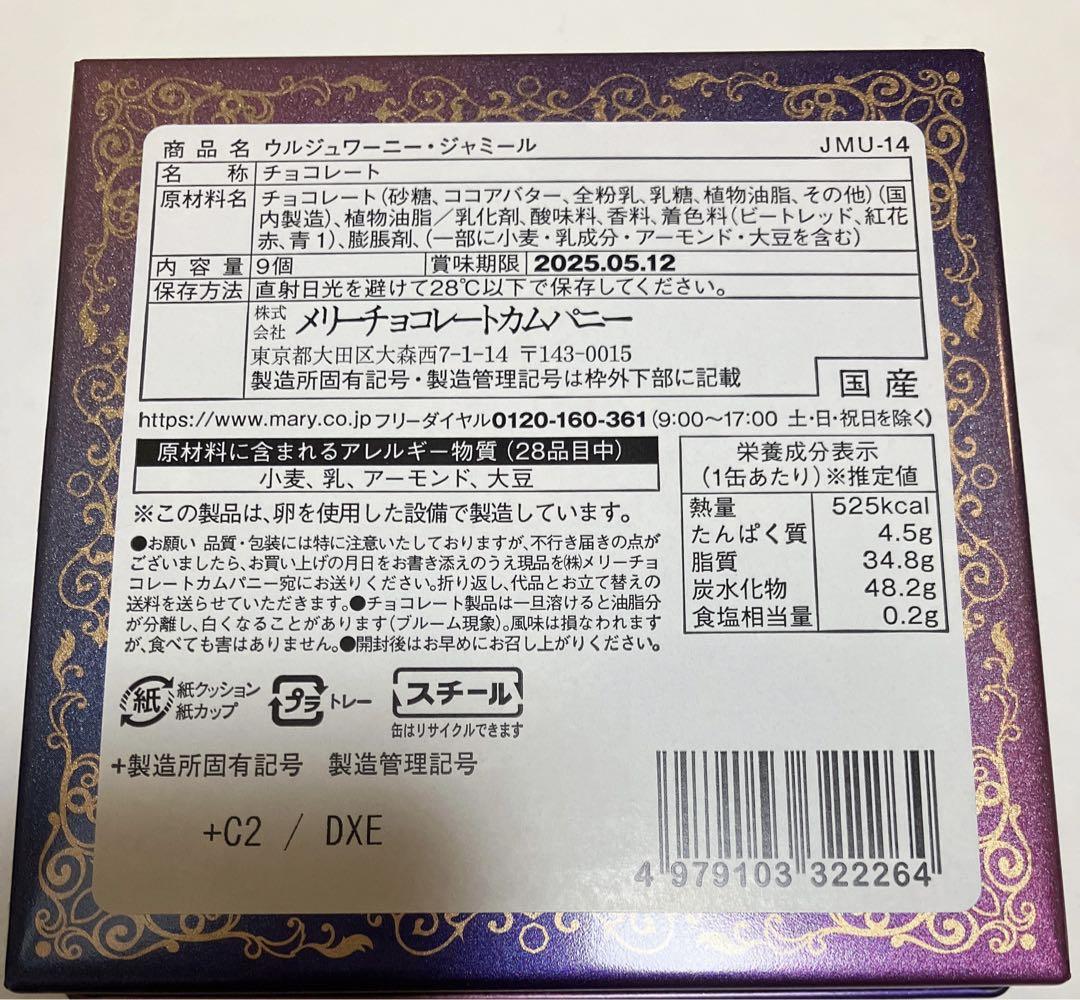 商品名 ウルジュワーニー・ジャミール JMU-14
名称 チョコレート
原材料名 チョコレート(砂糖、ココアバター、全粉乳、乳糖、植物油脂、その他)(国
内製造)、植物油脂/乳化剤、酸味料、香料、着色料(ビートレッド、紅花
赤、青1)、膨脹剤、(一部に小麦・乳成分・アーモンド・大豆を含む)
内容量 9個 賞味期限 2025.05.12
保存方法 直射日光を避けて28℃以下で保存してください。
株式会社 メリーチョコレートカムパニー
東京都大田区大森西7-1-14 〒143-0015
製造所固有記号・製造管理記号は枠外下部に記載
国産
https://www.mary.co.jp フリーダイヤル0120-160-361(9:00〜17:00 土・日・祝日を除く)
原材料に含まれるアレルギー物質(28品目中)
小麦、乳、アーモンド、大豆
※この製品は、卵を使用した設備で製造しています。
●お願い 品質・包装には特に注意いたしておりますが、不行き届きの点が
ございましたら、お買い上げの月日をお書き添えのうえ現品を㈱メリーチョ
コレートカムパニー宛にお送りください。折り返し、代品とお立て替えの
送料を送らせていただきます。●チョコレート製品は一旦溶けると油脂分
が分離し、白くなることがあります(ブルーム現象)。風味は損なわれます
が、食べても害はありません。●開封後はお早めにお召し上がりください。
栄養成分表示
(1缶あたり)※推定値
熱量 525kcal
たんぱく質 4.5g
脂質 34.8g
炭水化物 48.2g
食塩相当量 0.2g
紙 紙クッション
紙カップ
プラ トレー
スチール
缶はリサイクルできます
+製造所固有記号 製造管理記号
+C2 / DXE
4 979103 322264